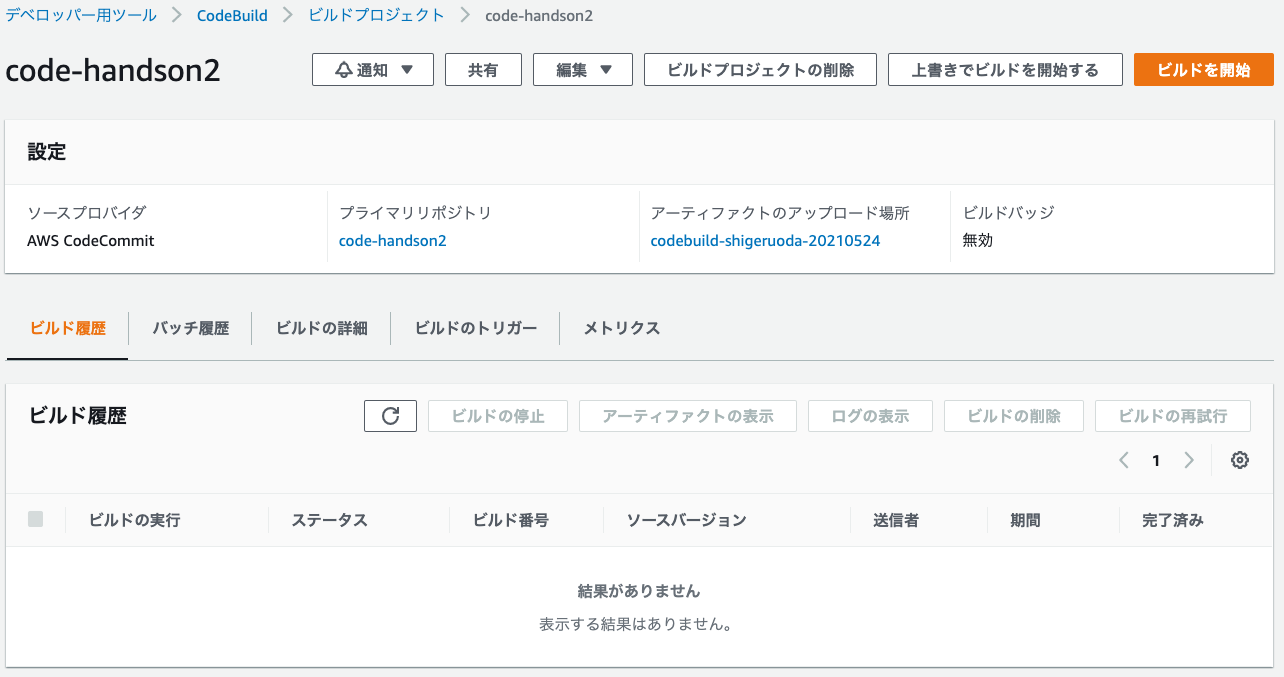 デベロッパー用ツール CodeBuild ビルドプロジェクト code-handson2
code-handson2 通知 共有 編集 ビルドプロジェクトの削除 上書きでビルドを開始する ビルドを開始
設定
ソースプロバイダ プライマリリポジトリ アーティファクトのアップロード場所 ビルドバッジ
AWS CodeCommit code-handson2 codebuild-shigeruoda-20210524 無効
ビルド履歴 バッチ履歴 ビルドの詳細 ビルドのトリガー メトリクス
ビルド履歴 ビルドの停止 アーティファクトの表示 ログの表示 ビルドの削除 ビルドの再試行
1
ビルドの実行 ステータス ビルド番号 ソースバージョン 送信者 期間 完了済み
結果がありません
表示する結果はありません。